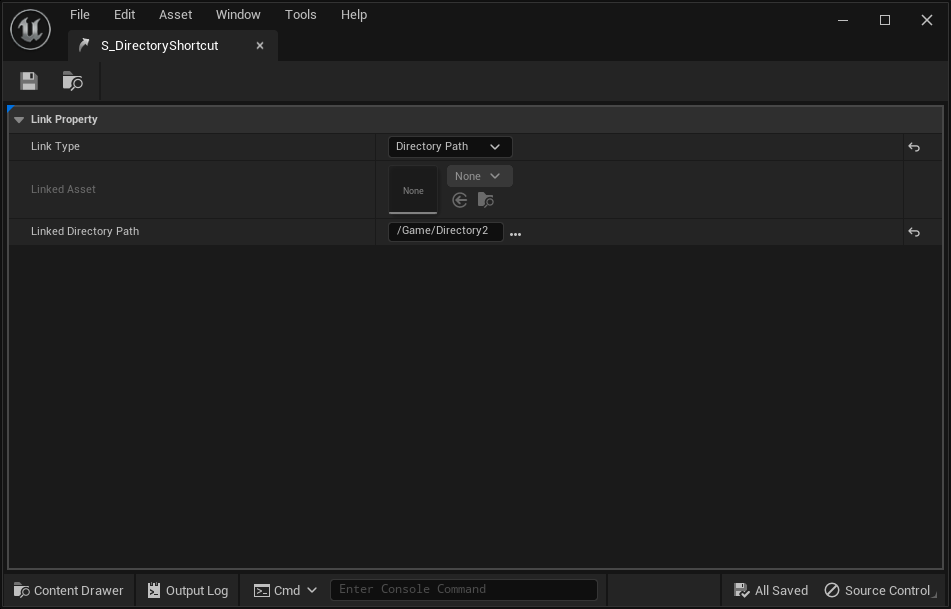 File Edit Asset Window Tools Help
S_DirectoryShortcut
Link Property
Link Type Directory Path
Linked Asset None None
Linked Directory Path /Game/Directory2 ...
Content Drawer Output Log Cmd Enter Console Command All Saved Source Control